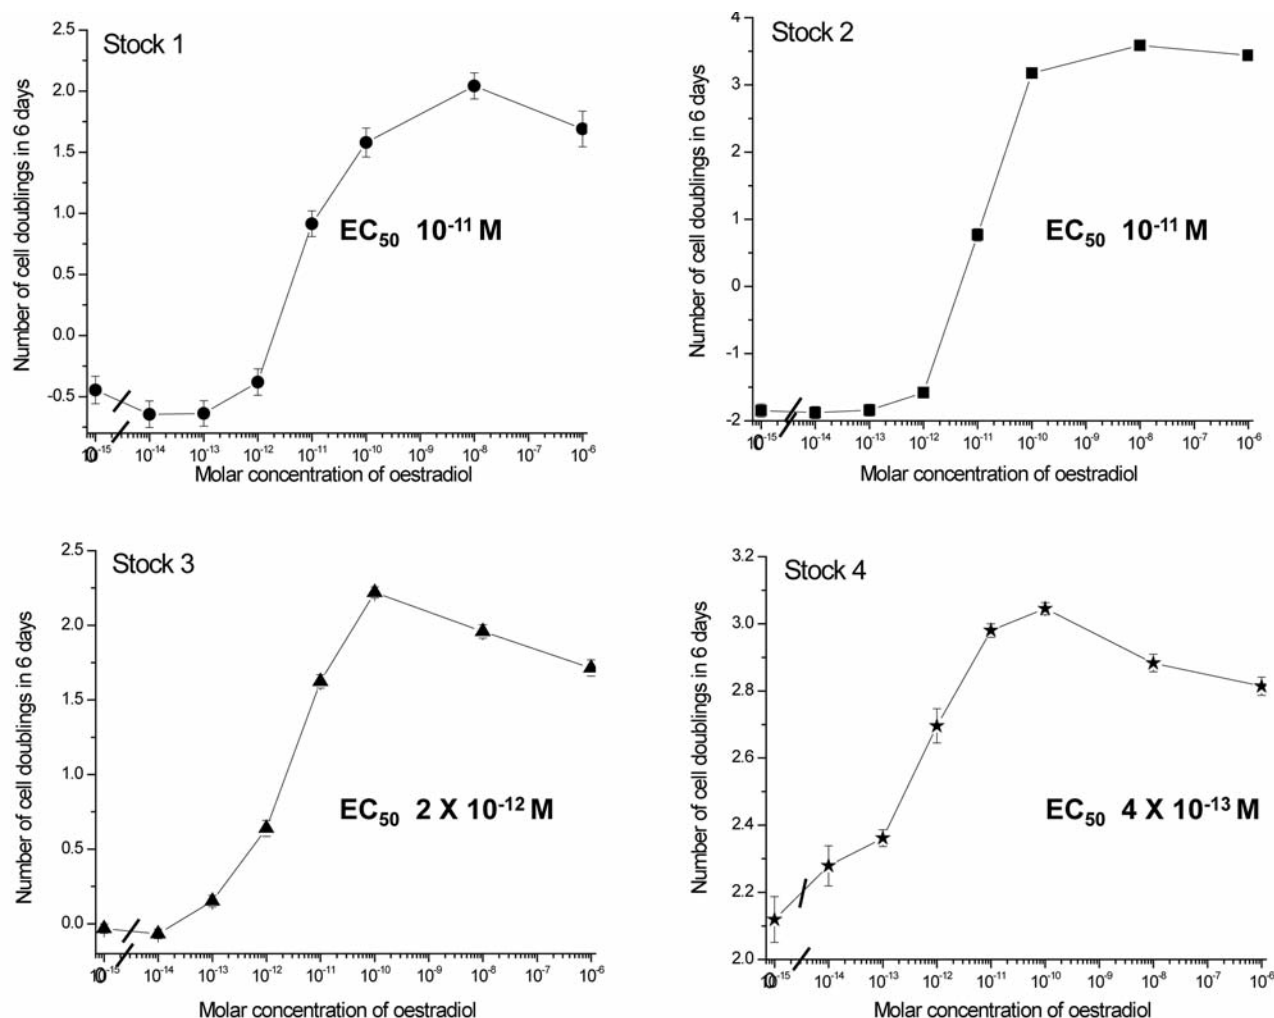 Stock 1
Number of cell doublings in 6 days
2.5
2.0
1.5
1.0
0.5
0.0
-0.5
EC₅₀ 10⁻¹¹ M
0 10⁻¹⁵ 10⁻¹⁴ 10⁻¹³ 10⁻¹² 10⁻¹¹ 10⁻¹⁰ 10⁻⁹ 10⁻⁸ 10⁻⁷ 10⁻⁶
Molar concentration of oestradiol
Stock 2
Number of cell doublings in 6 days
4
3
2
1
0
-1
-2
EC₅₀ 10⁻¹¹ M
0 10⁻¹⁵ 10⁻¹⁴ 10⁻¹³ 10⁻¹² 10⁻¹¹ 10⁻¹⁰ 10⁻⁹ 10⁻⁸ 10⁻⁷ 10⁻⁶
Molar concentration of oestradiol
Stock 3
Number of cell doublings in 6 days
2.5
2.0
1.5
1.0
0.5
0.0
EC₅₀ 2 X 10⁻¹² M
0 10⁻¹⁵ 10⁻¹⁴ 10⁻¹³ 10⁻¹² 10⁻¹¹ 10⁻¹⁰ 10⁻⁹ 10⁻⁸ 10⁻⁷ 10⁻⁶
Molar concentration of oestradiol
Stock 4
Number of cell doublings in 6 days
3.2
3.0
2.8
2.6
2.4
2.2
2.0
EC₅₀ 4 X 10⁻¹³ M
0 10⁻¹⁵ 10⁻¹⁴ 10⁻¹³ 10⁻¹² 10⁻¹¹ 10⁻¹⁰ 10⁻⁹ 10⁻⁸ 10⁻⁷ 10⁻⁶
Molar concentration of oestradiol